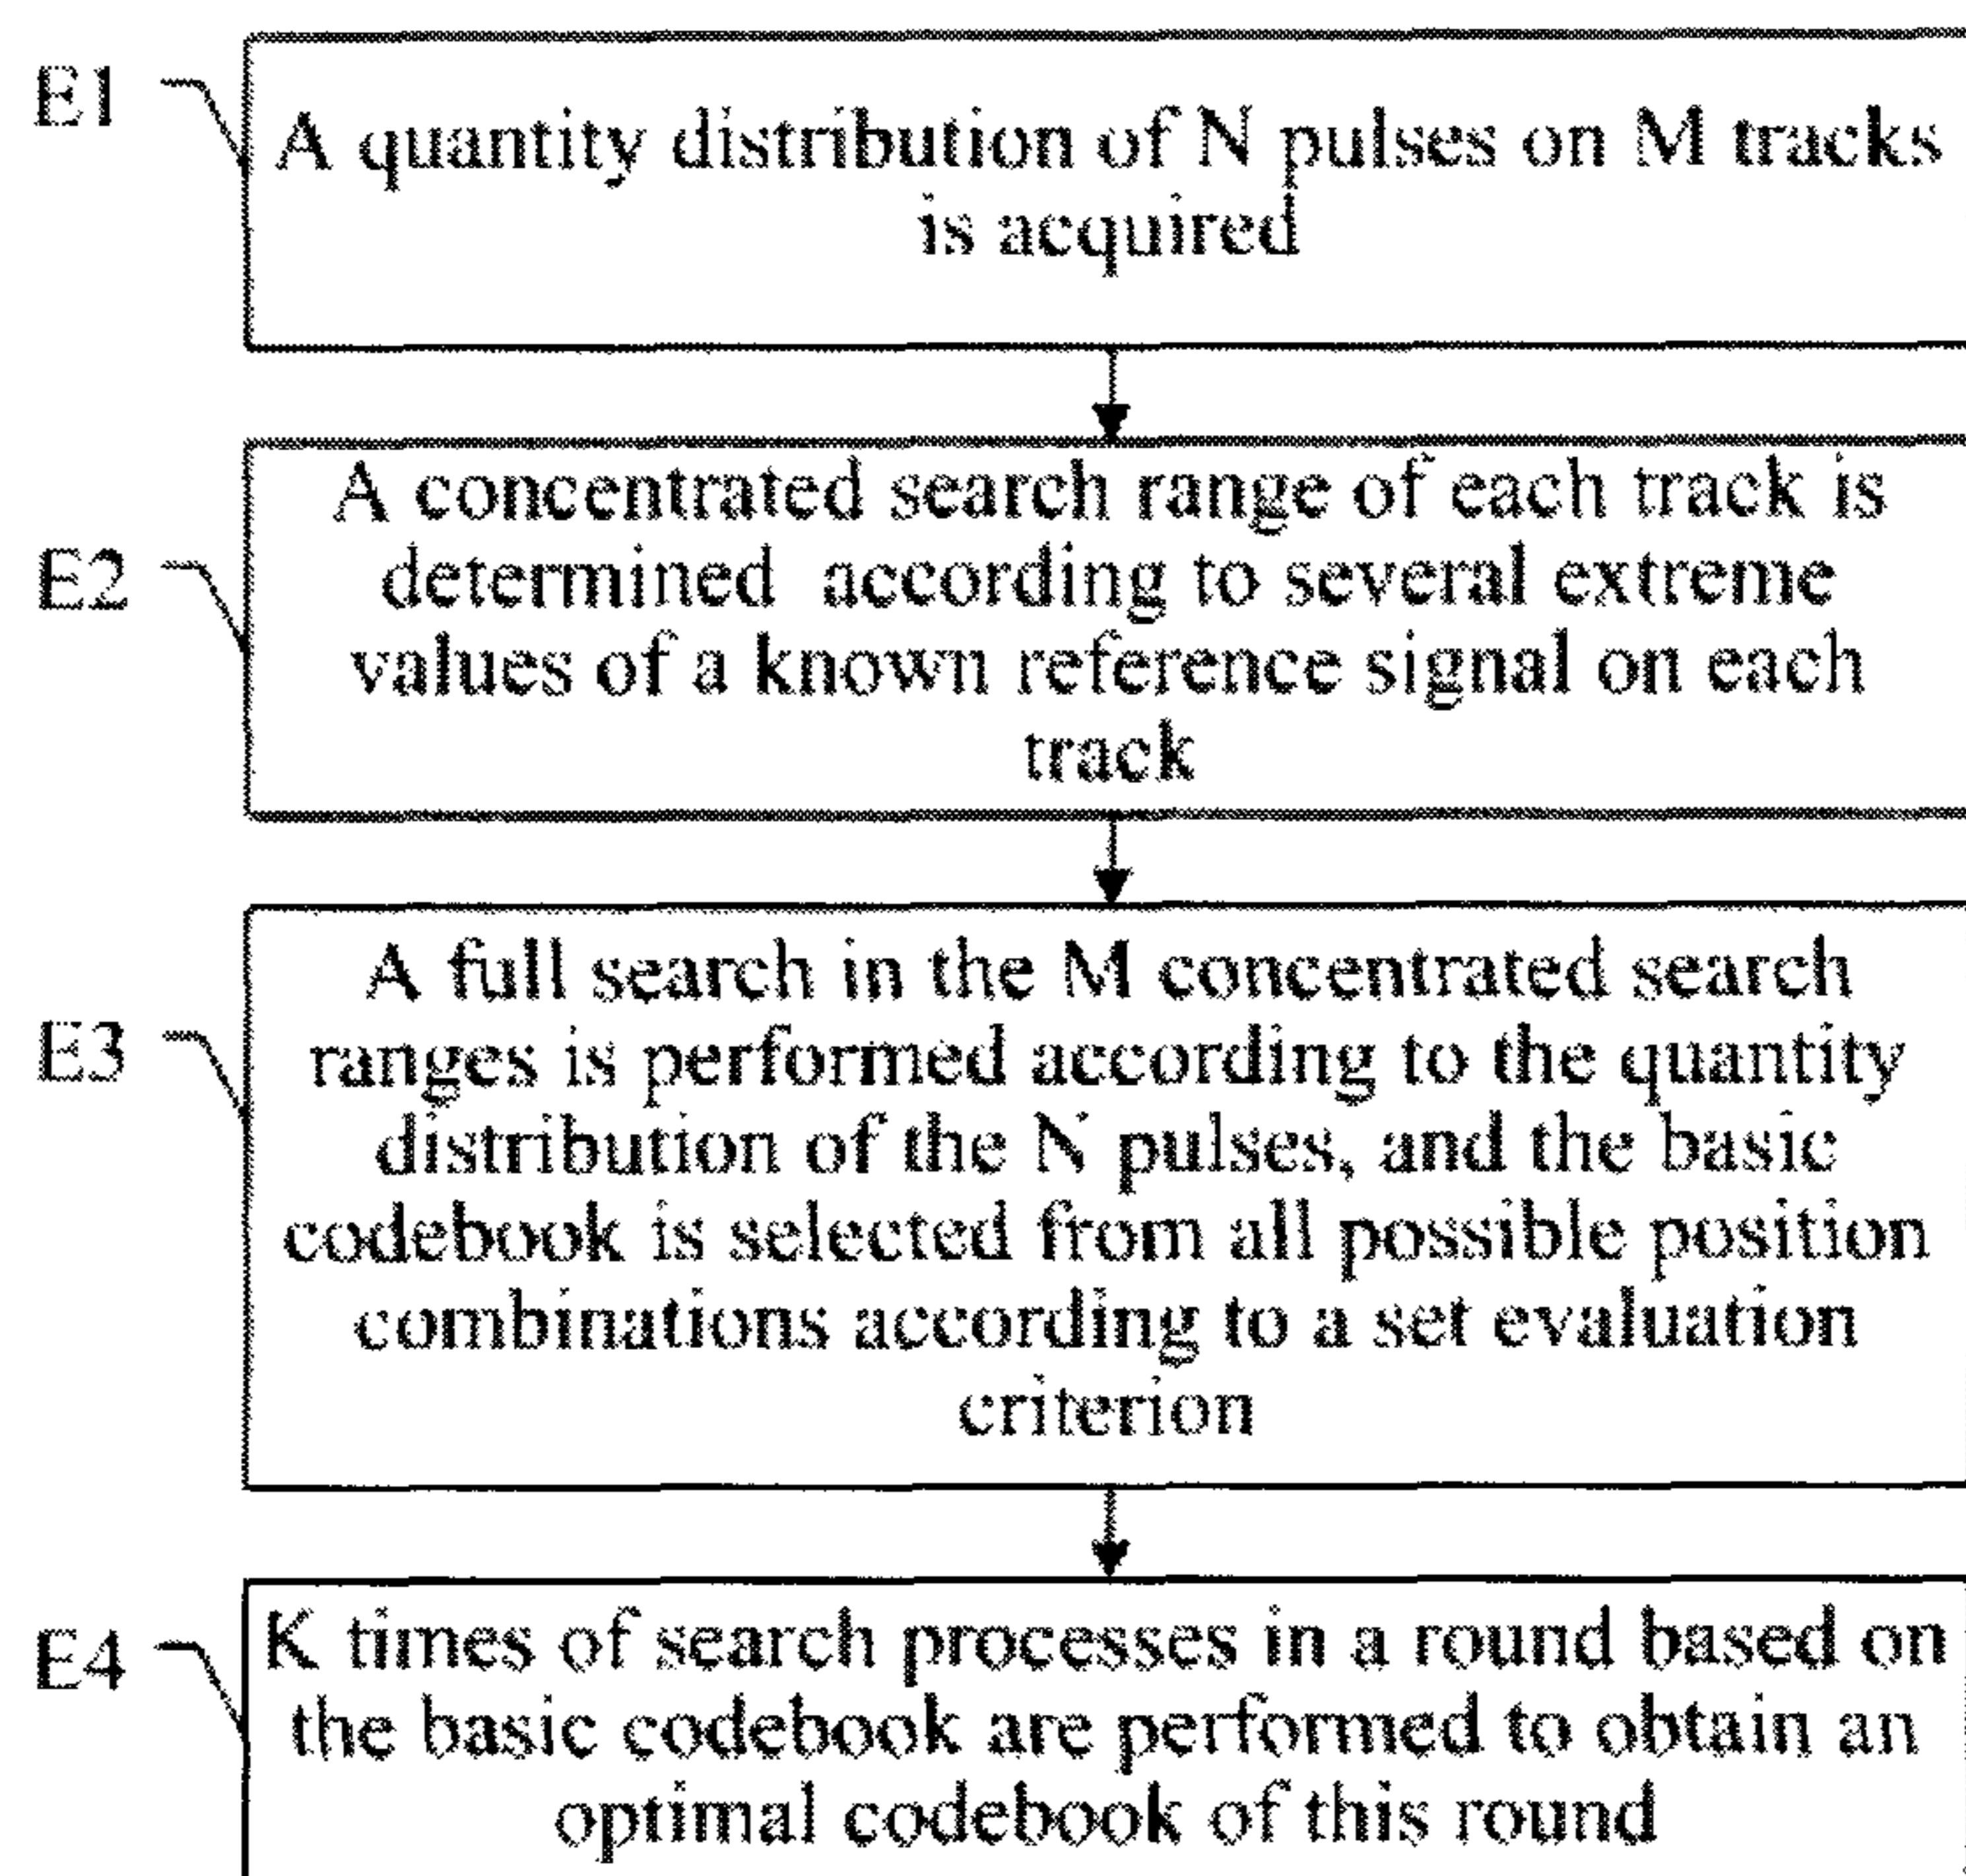 E1
A quantity distribution of N pulses on M tracks
is acquired
E2
A concentrated search range of each track is
determined according to several extreme
values of a known reference signal on each
track
E3
A full search in the M concentrated search
ranges is performed according to the quantity
distribution of the N pulses, and the basic
codebook is selected from all possible position
combinations according to a set evaluation
criterion
E4
K times of search processes in a round based on
the basic codebook are performed to obtain an
optimal codebook of this round